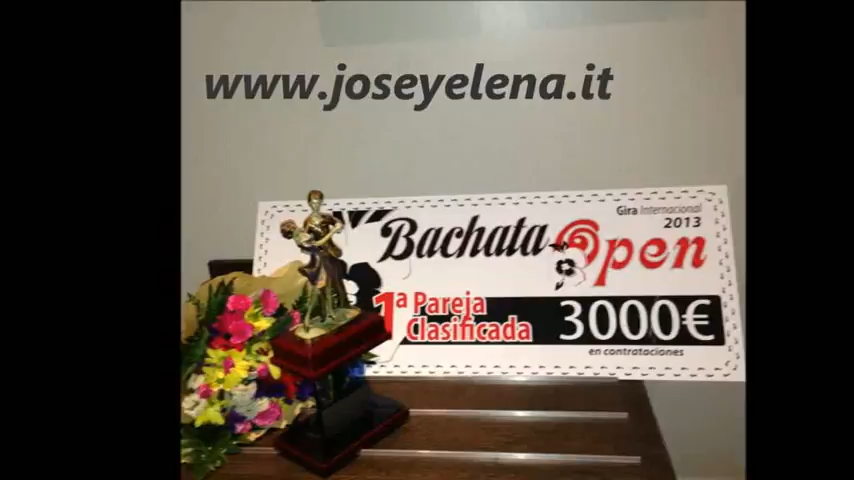 www.joseyelena.it
Gira Internacional
2013
Bachata Open
1ª Pareja
Clasificada
3000€
en contrataciones